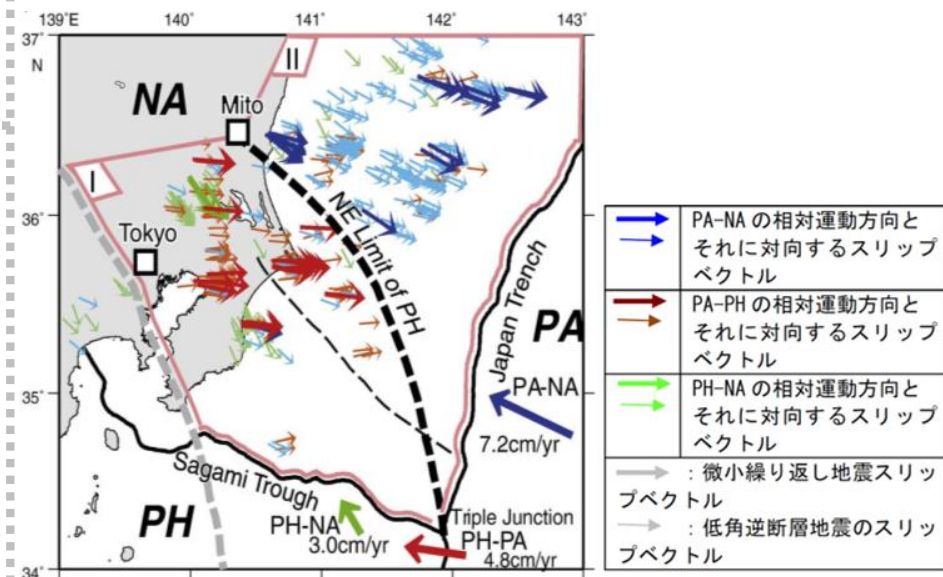 139°E 140° 141° 142° 143°
37°
N
II
NA
Mito
I
36°
Tokyo
NE Limit of PH
Japan Trench
PA
35°
PA-NA
7.2cm/yr
Sagami Trough
PH
PH-NA
3.0cm/yr
Triple Junction
PH-PA
4.8cm/yr
34°
PA-NA の相対運動方向と
それに対向するスリップ
ベクトル
PA-PH の相対運動方向と
それに対向するスリップ
ベクトル
PH-NA の相対運動方向と
それに対向するスリップ
ベクトル
：微小繰り返し地震スリッ
プベクトル
：低角逆断層地震のスリッ
プベクトル